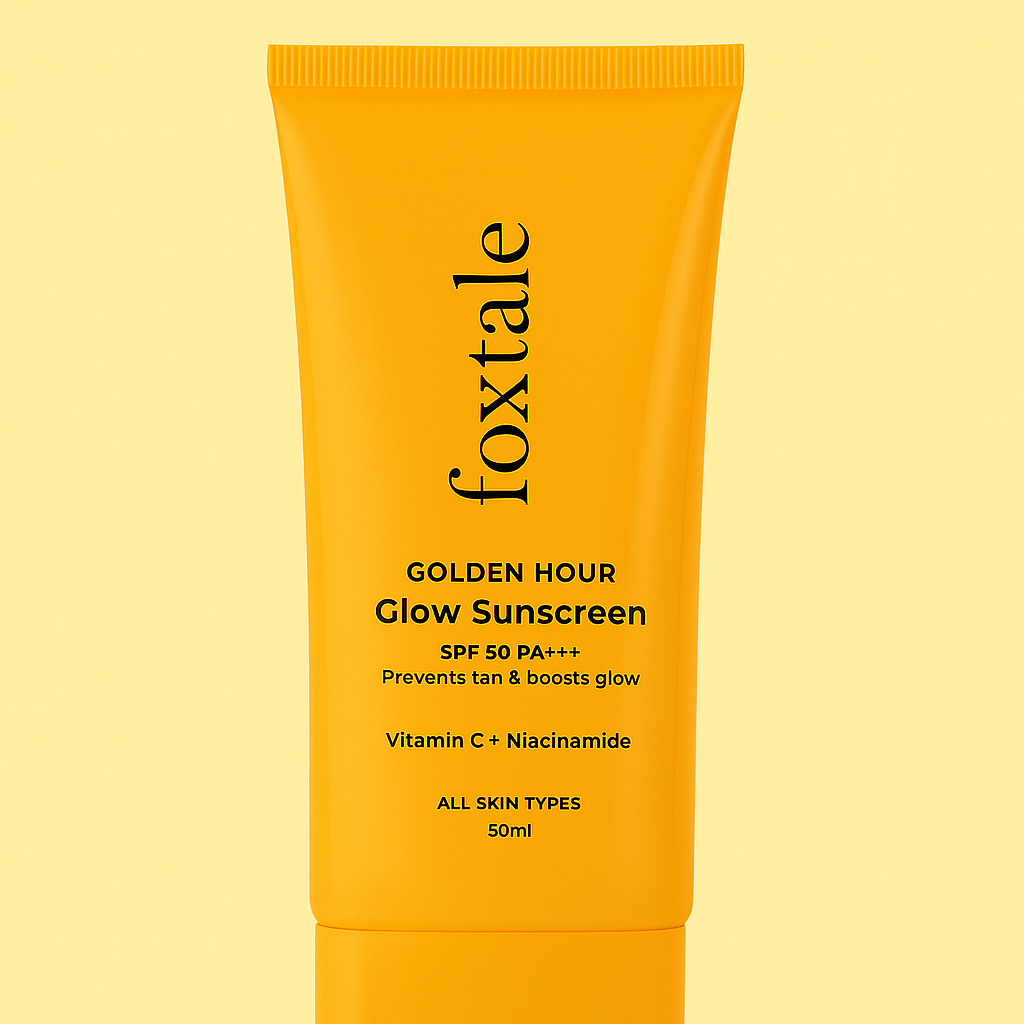 foxtale
GOLDEN HOUR
Glow Sunscreen
SPF 50 PA+++
Prevents tan & boosts glow
Vitamin C + Niacinamide
ALL SKIN TYPES
50ml